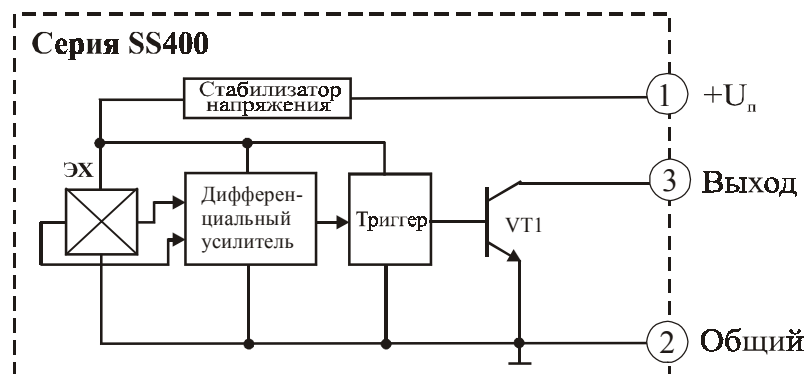 Серия SS400
Стабилизатор
напряжения
1
+Uп
ЭХ
Дифферен-
циальный
усилитель
Триггер
VT1
3
Выход
2
Общий